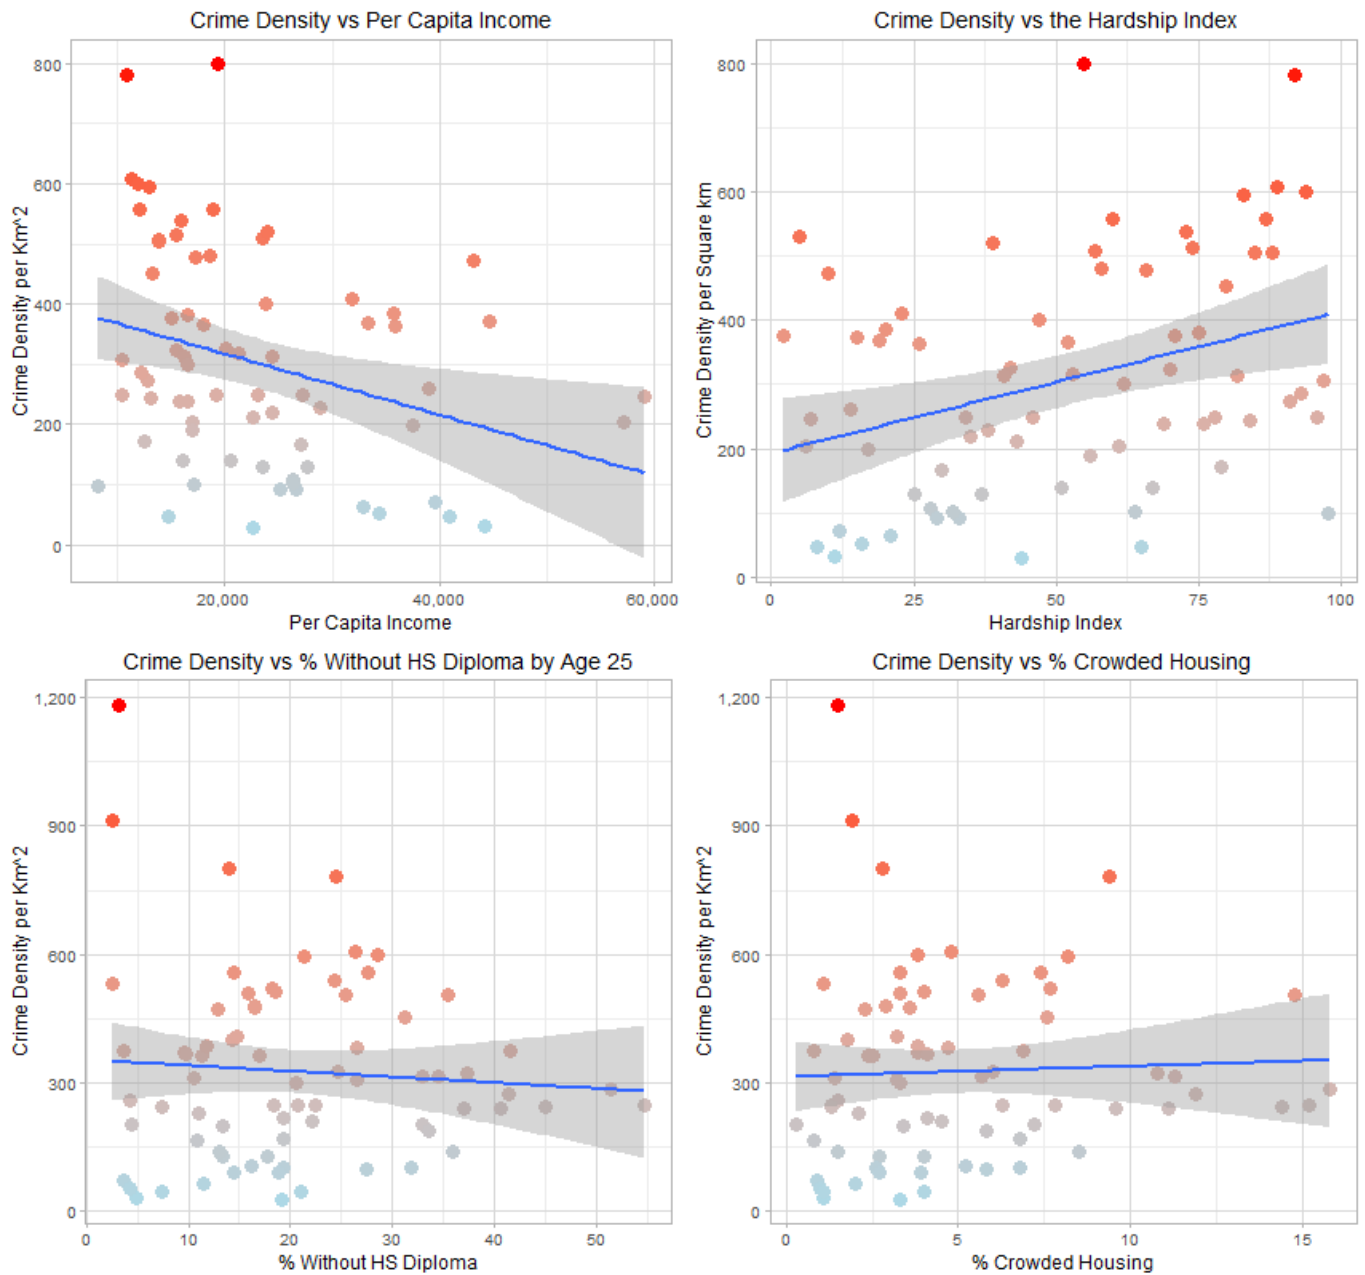 Crime Density vs Per Capita Income
Crime Density per Km^2
800
600
400
200
0
20,000 40,000 60,000
Per Capita Income
Crime Density vs the Hardship Index
Crime Density per Square km
800
600
400
200
0
0 25 50 75 100
Hardship Index
Crime Density vs % Without HS Diploma by Age 25
Crime Density per Km^2
1,200
900
600
300
0
0 10 20 30 40 50
% Without HS Diploma
Crime Density vs % Crowded Housing
Crime Density per Km^2
1,200
900
600
300
0
0 5 10 15
% Crowded Housing